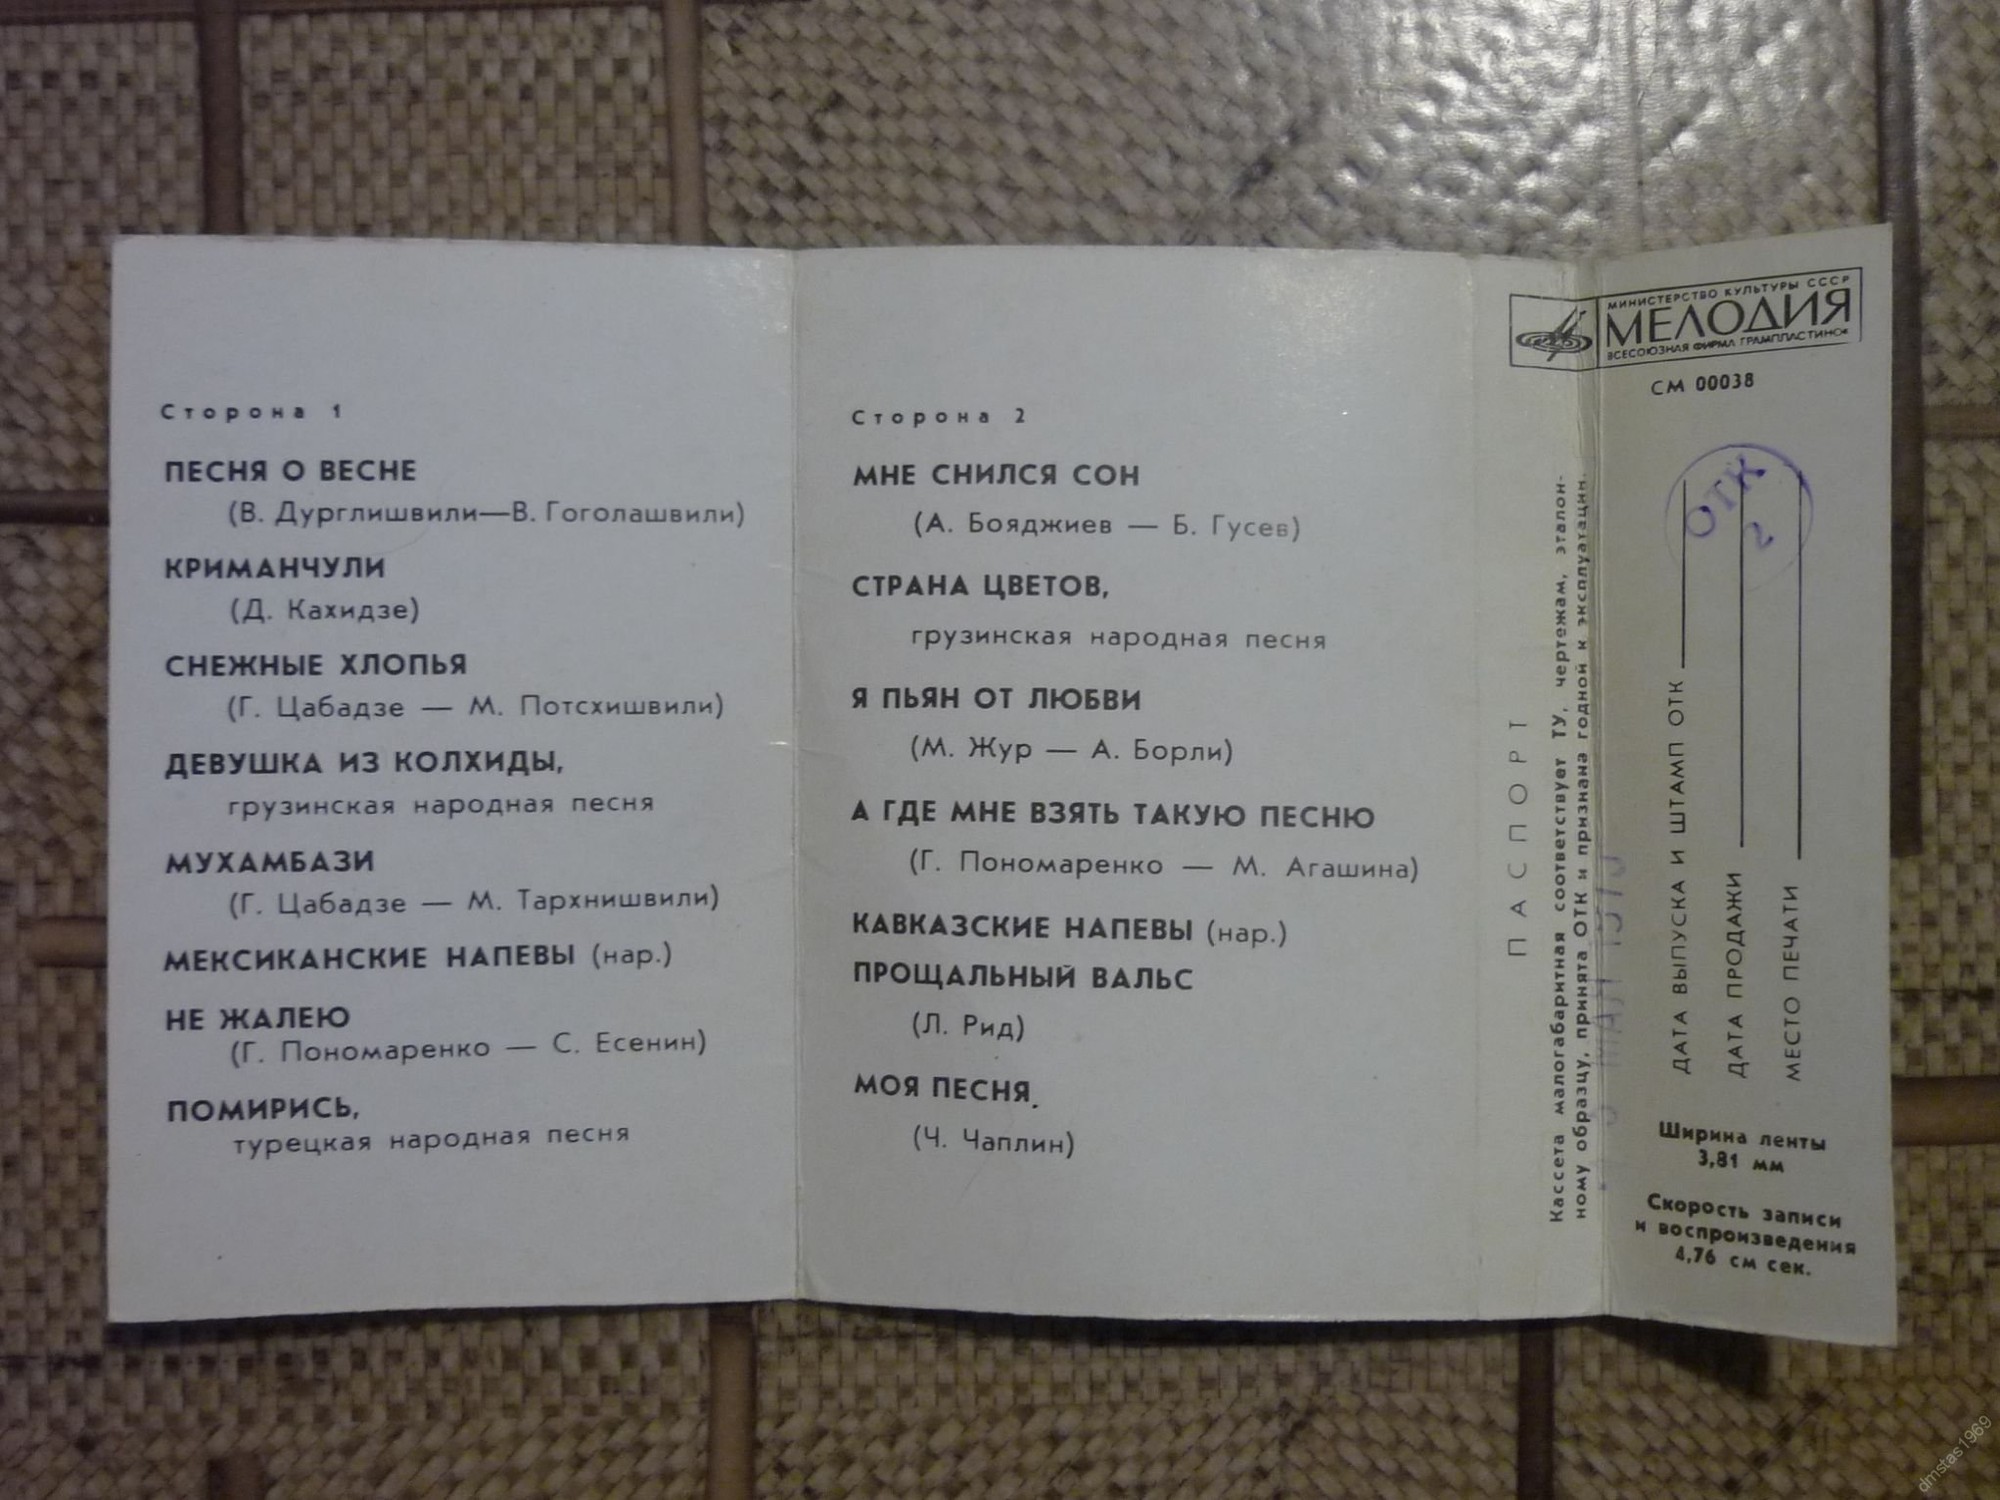 Сторона 1
ПЕСНЯ О ВЕСНЕ
(В. Дурглишвили—В. Гоголашвили)
КРИМАНЧУЛИ
(Д. Кахидзе)
СНЕЖНЫЕ ХЛОПЬЯ
(Г. Цабадзе — М. Потсхишвили)
ДЕВУШКА ИЗ КОЛХИДЫ,
грузинская народная песня
МУХАМБАЗИ
(Г. Цабадзе — М. Тархнишвили)
МЕКСИКАНСКИЕ НАПЕВЫ (нар.)
НЕ ЖАЛЕЮ
(Г. Пономаренко — С. Есенин)
ПОМИРИСЬ,
турецкая народная песня
Сторона 2
МНЕ СНИЛСЯ СОН
(А. Бояджиев — Б. Гусев)
СТРАНА ЦВЕТОВ,
грузинская народная песня
Я ПЬЯН ОТ ЛЮБВИ
(М. Жур — А. Борли)
А ГДЕ МНЕ ВЗЯТЬ ТАКУЮ ПЕСНЮ
(Г. Пономаренко — М. Агашина)
КАВКАЗСКИЕ НАПЕВЫ (нар.)
ПРОЩАЛЬНЫЙ ВАЛЬС
(Л. Рид)
МОЯ ПЕСНЯ.
(Ч. Чаплин)
ПАСПОРТ
Кассета малогабаритная соответствует ТУ, чертежам, эталон-
ному образцу, принята ОТК и признана годной к эксплуатации.
МИНИСТЕРСТВО КУЛЬТУРЫ СССР
МЕЛОДИЯ
ВСЕСОЮЗНАЯ ФИРМА ГРАМПЛАСТИНОК
СМ 00038
ОТК
2
ДАТА ВЫПУСКА И ШТАМП ОТК
ДАТА ПРОДАЖИ
МЕСТО ПЕЧАТИ
Ширина ленты
3,81 мм
Скорость записи
и воспроизведения
4,76 см сек.
dmstas1969